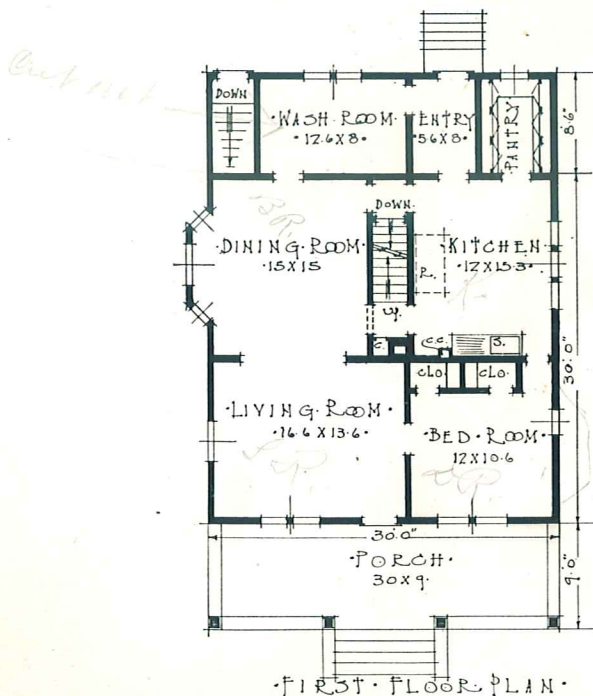 DOWN
·WASH·ROOM·
·12.6X8·
·ENTRY·
·5.6X8·
PANTRY
8'.6"
DOWN.
B.R.
·DINING·ROOM·
·15X15
·KITCHEN·
·12X15.3·
R.
UP.
C.
C.C.
S.
CLO.
CLO.
30'.0"
·LIVING·ROOM·
·16.6 X 13.6·
·BED·ROOM·
12X10.6
30'.0"
·PORCH·
30X9.
9'.0"
·FIRST·FLOOR·PLAN·